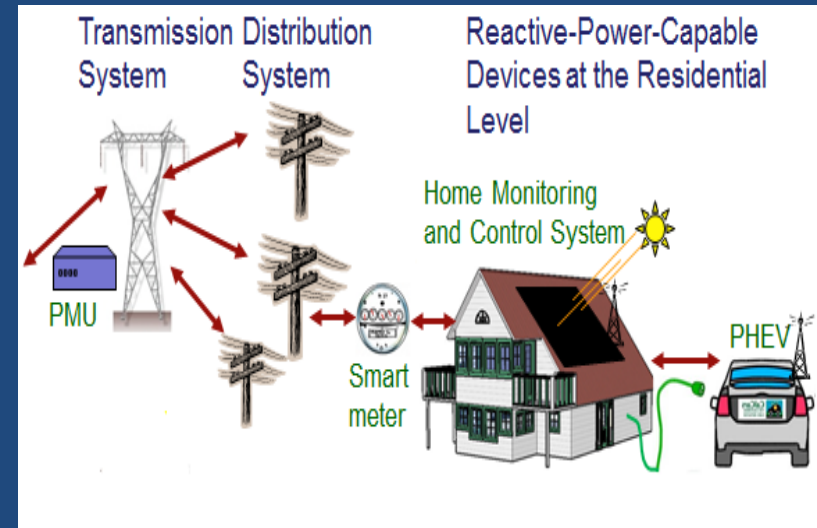 Transmission Distribution
System System
Reactive-Power-Capable
Devices at the Residential
Level
Home Monitoring
and Control System
PMU
Smart
meter
PHEV